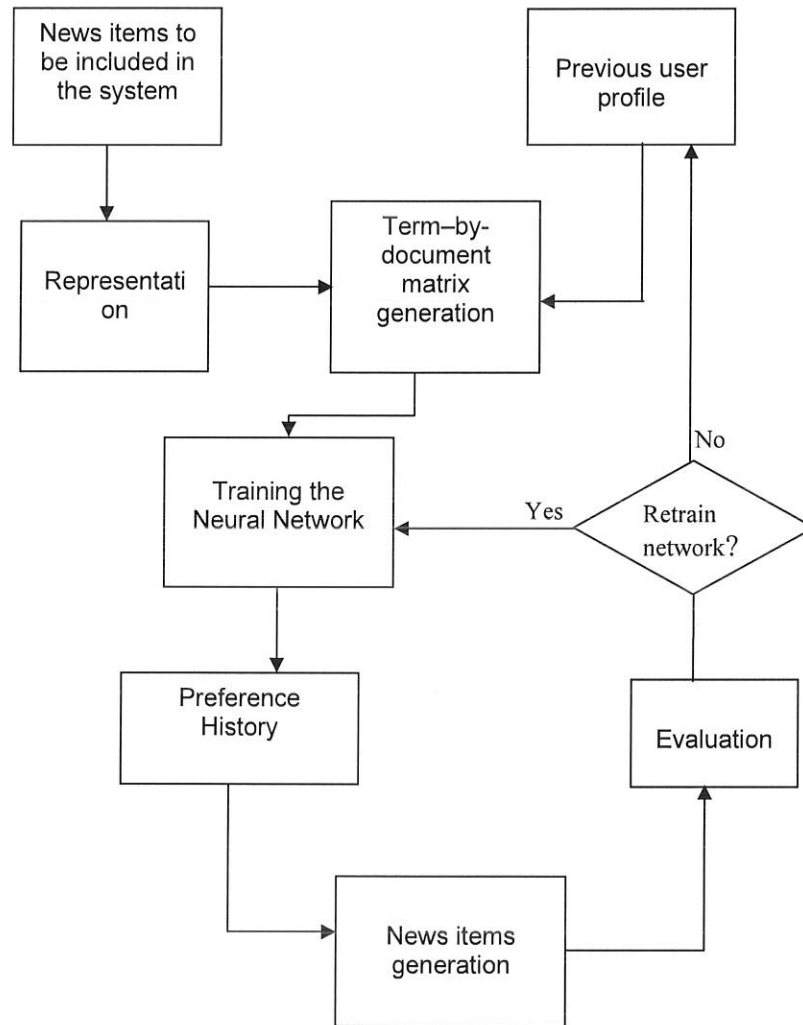 News items to
be included in
the system
Previous user
profile
Representati
on
Term–by-
document
matrix
generation
Training the
Neural Network
Yes
No
Retrain
network?
Preference
History
Evaluation
News items
generation